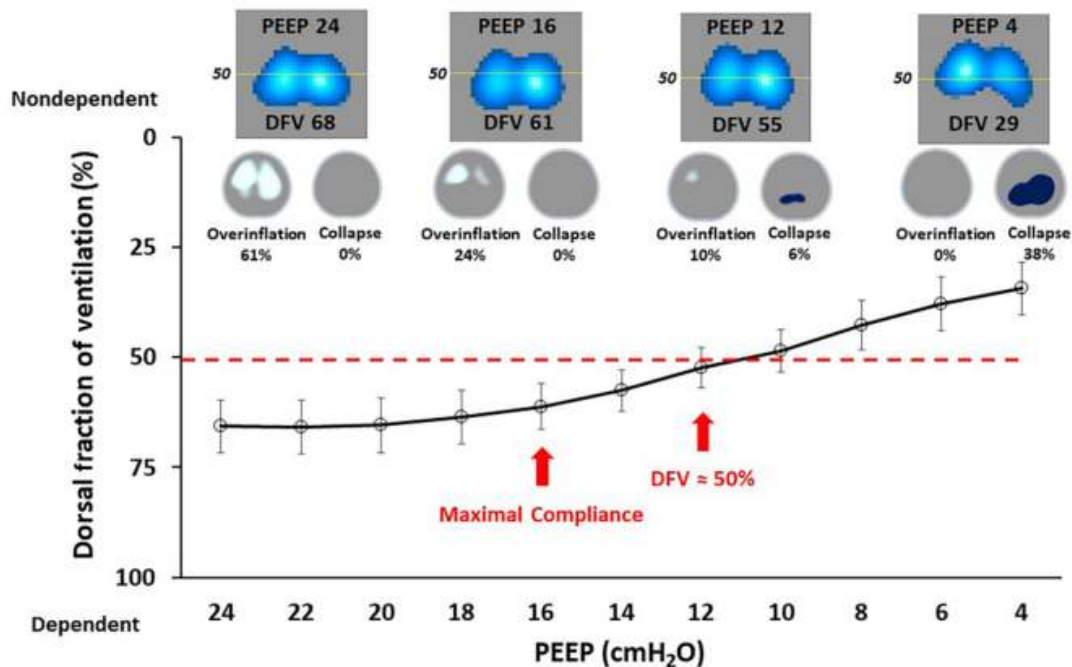 PEEP 24
50
DFV 68
PEEP 16
50
DFV 61
PEEP 12
50
DFV 55
PEEP 4
50
DFV 29
Nondependent
Overinflation
61%
Collapse
0%
Overinflation
24%
Collapse
0%
Overinflation
10%
Collapse
6%
Overinflation
0%
Collapse
38%
Dorsal fraction of ventilation (%)
0
25
50
75
100
Maximal Compliance
DFV ≈ 50%
Dependent
24 22 20 18 16 14 12 10 8 6 4
PEEP (cmH₂O)